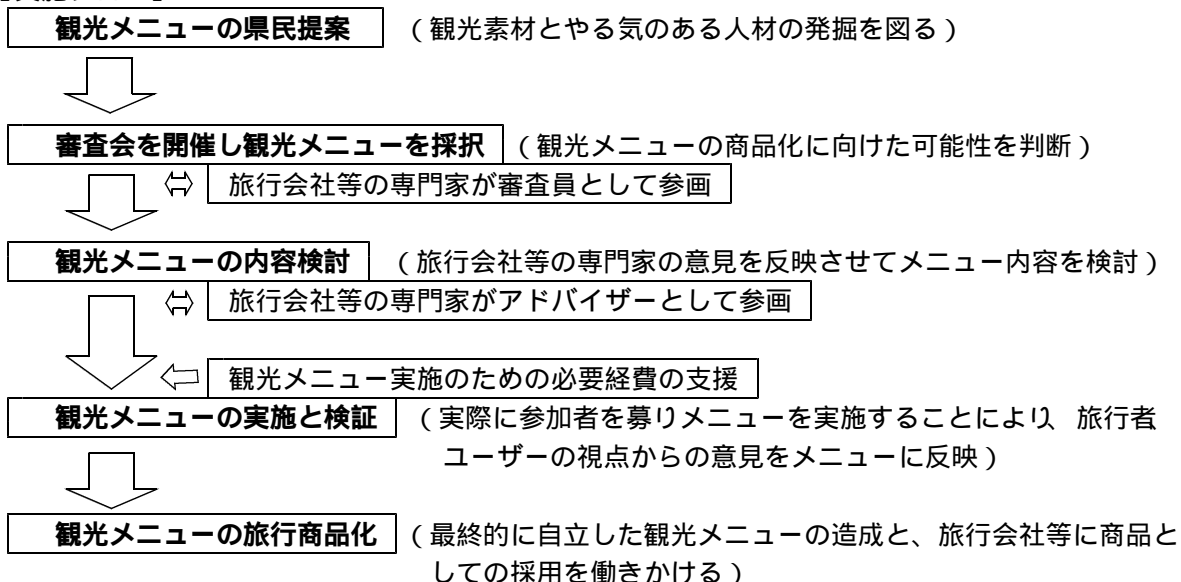 観光メニューの県民提案 （観光素材とやる気のある人材の発掘を図る）
審査会を開催し観光メニューを採択 （観光メニューの商品化に向けた可能性を判断）
旅行会社等の専門家が審査員として参画
観光メニューの内容検討 （旅行会社等の専門家の意見を反映させてメニュー内容を検討）
旅行会社等の専門家がアドバイザーとして参画
観光メニュー実施のための必要経費の支援
観光メニューの実施と検証 （実際に参加者を募りメニューを実施することにより、旅行者、
ユーザーの視点からの意見をメニューに反映）
観光メニューの旅行商品化 （最終的に自立した観光メニューの造成と、旅行会社等に商品と
しての採用を働きかける）